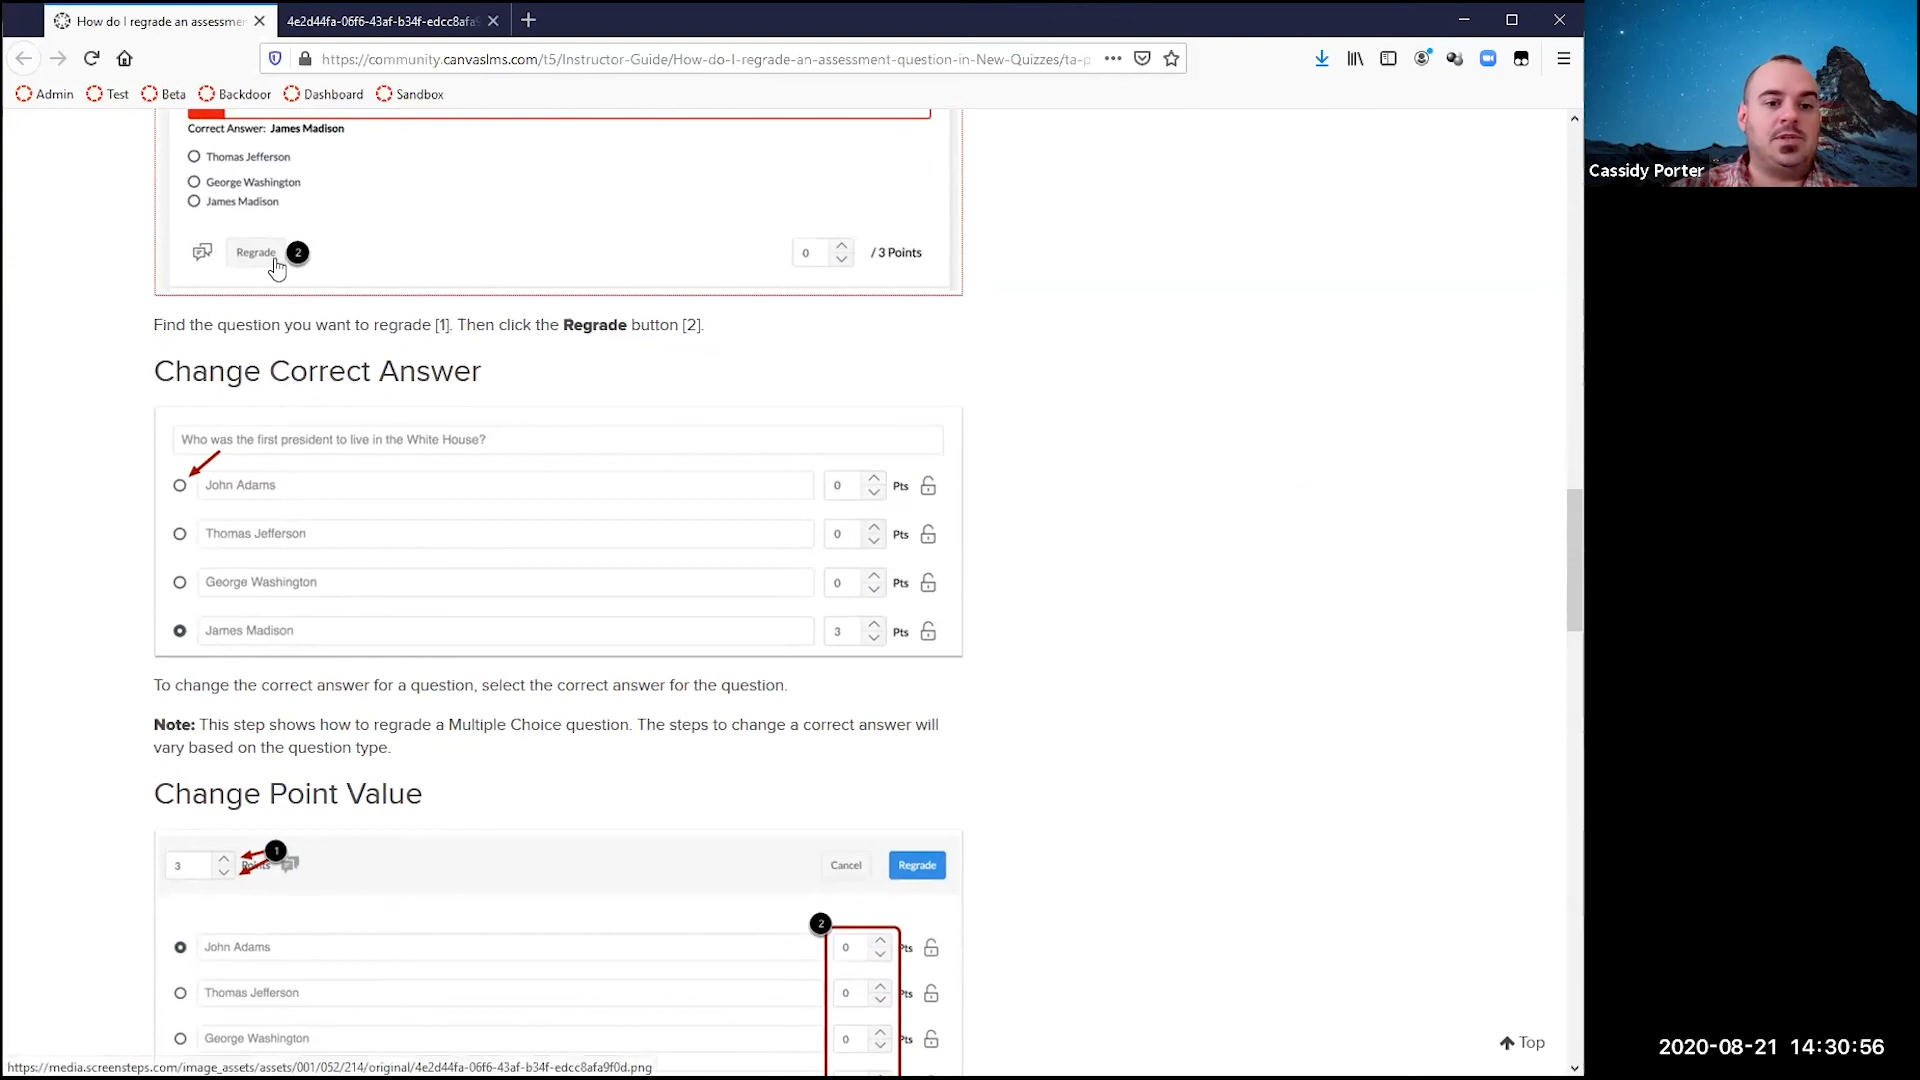 How do I regrade an assessmer
4e2d44fa-06f6-43af-b34f-edcc8afa
https://community.canvaslms.com/t5/Instructor-Guide/How-do-I-regrade-an-assessment-question-in-New-Quizzes/ta-p
Admin Test Beta Backdoor Dashboard Sandbox
Correct Answer: James Madison
Thomas Jefferson
George Washington
James Madison
Regrade 2 0 / 3 Points
Find the question you want to regrade [1]. Then click the Regrade button [2].
Change Correct Answer
Who was the first president to live in the White House?
John Adams 0 Pts
Thomas Jefferson 0 Pts
George Washington 0 Pts
James Madison 3 Pts
To change the correct answer for a question, select the correct answer for the question.
Note: This step shows how to regrade a Multiple Choice question. The steps to change a correct answer will
vary based on the question type.
Change Point Value
3 Points 1 Cancel Regrade
2
John Adams 0 Pts
Thomas Jefferson 0 Pts
George Washington 0 Pts
Top
https://media.screensteps.com/image_assets/assets/001/052/214/original/4e2d44fa-06f6-43af-b34f-edcc8afa9f0d.png
Cassidy Porter
2020-08-21 14:30:56